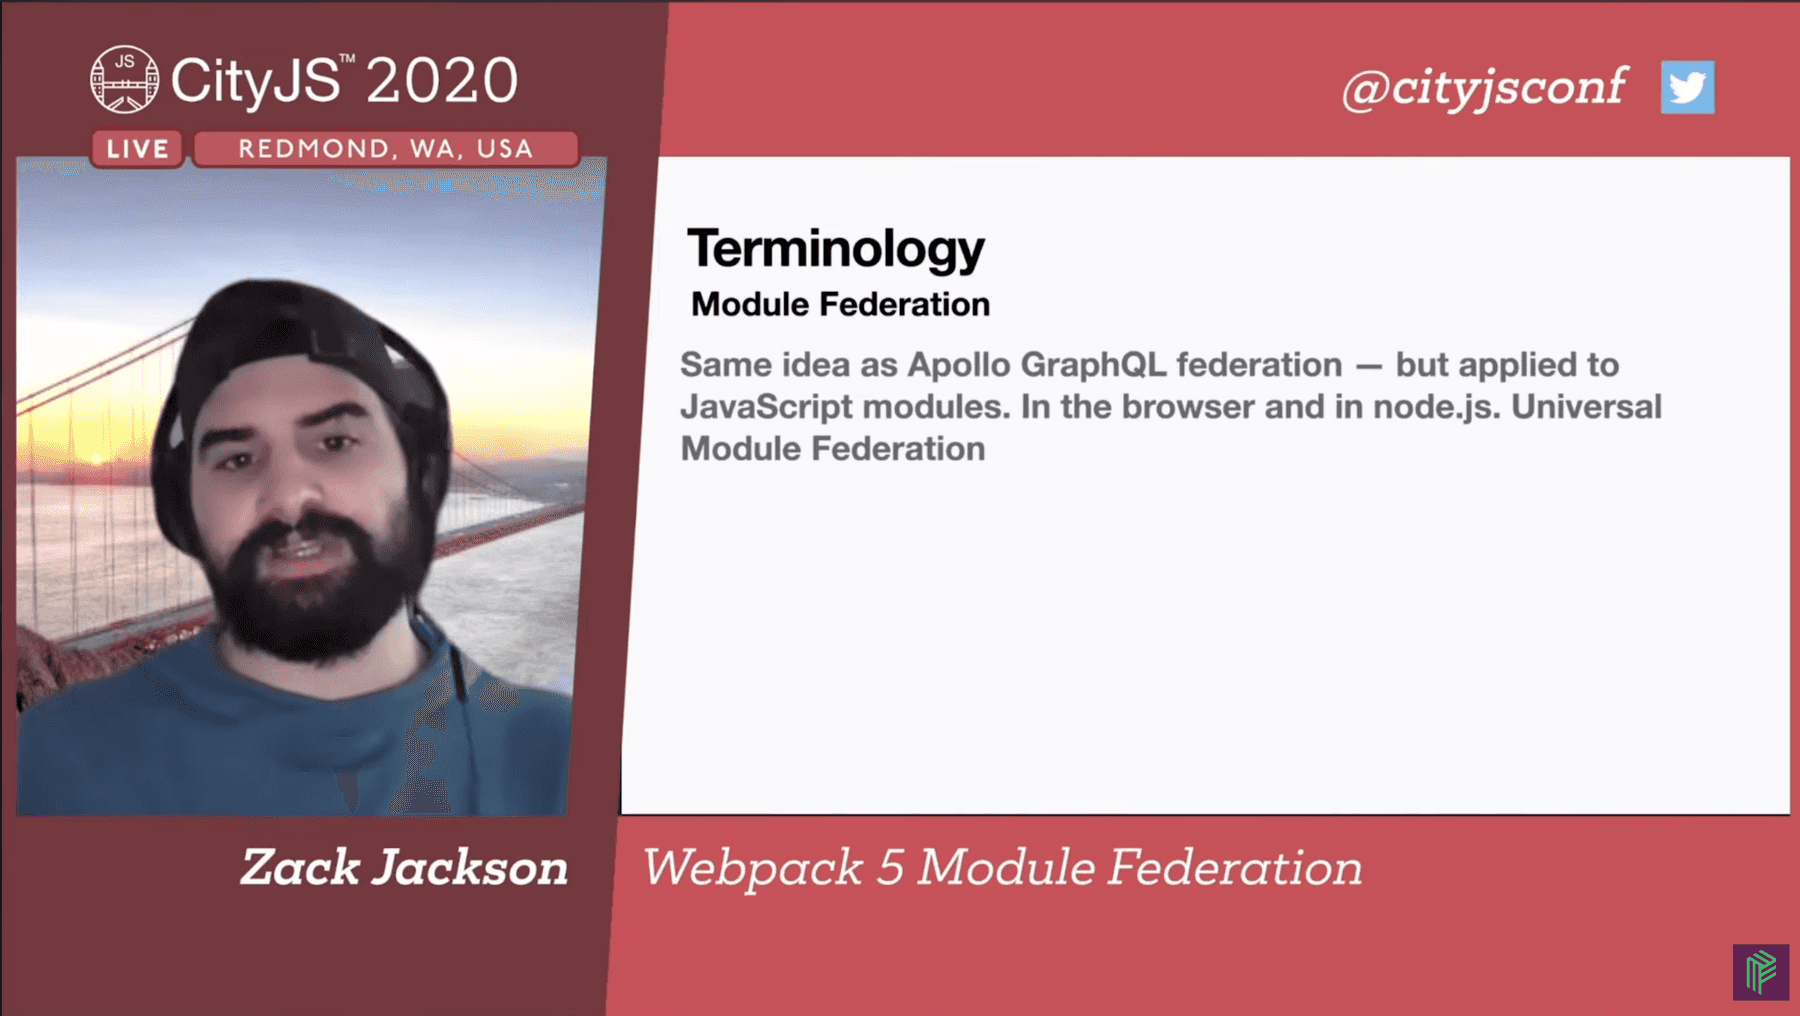 JS
CityJS™ 2020
@cityjsconf
LIVE
REDMOND, WA, USA
Terminology
Module Federation
Same idea as Apollo GraphQL federation — but applied to
JavaScript modules. In the browser and in node.js. Universal
Module Federation
Zack Jackson
Webpack 5 Module Federation